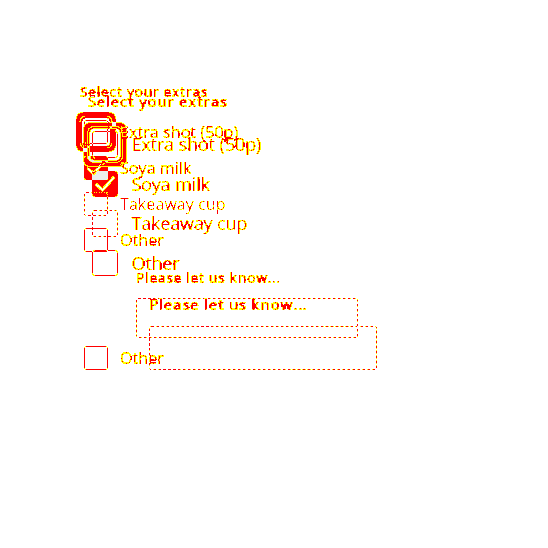 Select your extras
Select your extras
Extra shot (50p)
Extra shot (50p)
Soya milk
Soya milk
Takeaway cup
Takeaway cup
Other
Other
Please let us know...
Please let us know...
Other